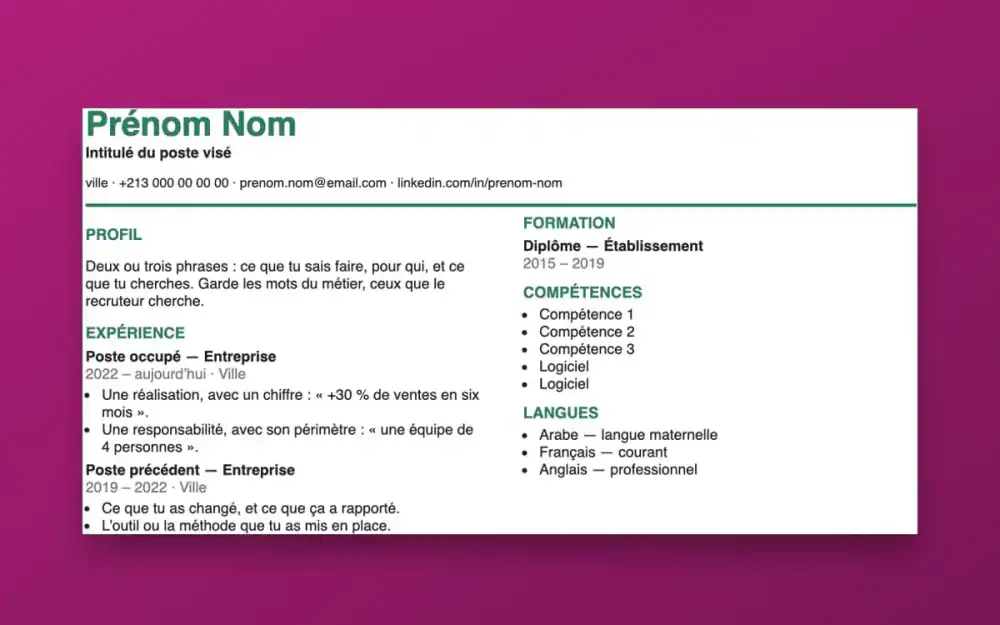 Prénom Nom
Intitulé du poste visé
ville · +213 000 00 00 00 · prenom.nom@email.com · linkedin.com/in/prenom-nom
PROFIL
Deux ou trois phrases : ce que tu sais faire, pour qui, et ce
que tu cherches. Garde les mots du métier, ceux que le
recruteur cherche.
EXPÉRIENCE
Poste occupé — Entreprise
2022 – aujourd'hui · Ville
• Une réalisation, avec un chiffre : « +30 % de ventes en six
mois ».
• Une responsabilité, avec son périmètre : « une équipe de
4 personnes ».
Poste précédent — Entreprise
2019 – 2022 · Ville
• Ce que tu as changé, et ce que ça a rapporté.
• L'outil ou la méthode que tu as mis en place.
FORMATION
Diplôme — Établissement
2015 – 2019
COMPÉTENCES
• Compétence 1
• Compétence 2
• Compétence 3
• Logiciel
• Logiciel
LANGUES
• Arabe — langue maternelle
• Français — courant
• Anglais — professionnel